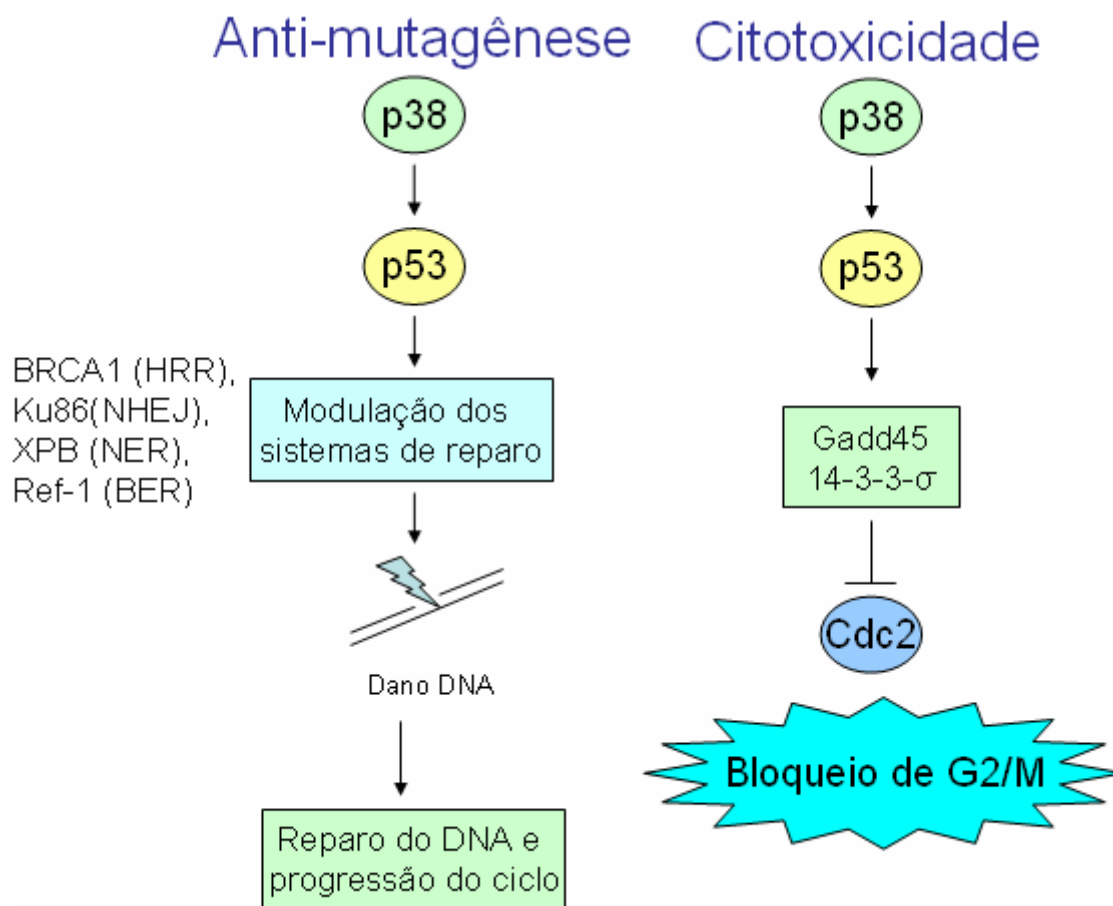 Anti-mutagênese
p38
p53
BRCA1 (HRR),
Ku86(NHEJ),
XPB (NER),
Ref-1 (BER)
Modulação dos
sistemas de reparo
Dano DNA
Reparo do DNA e
progressão do ciclo
Citotoxicidade
p38
p53
Gadd45
14-3-3-σ
Cdc2
Bloqueio de G2/M